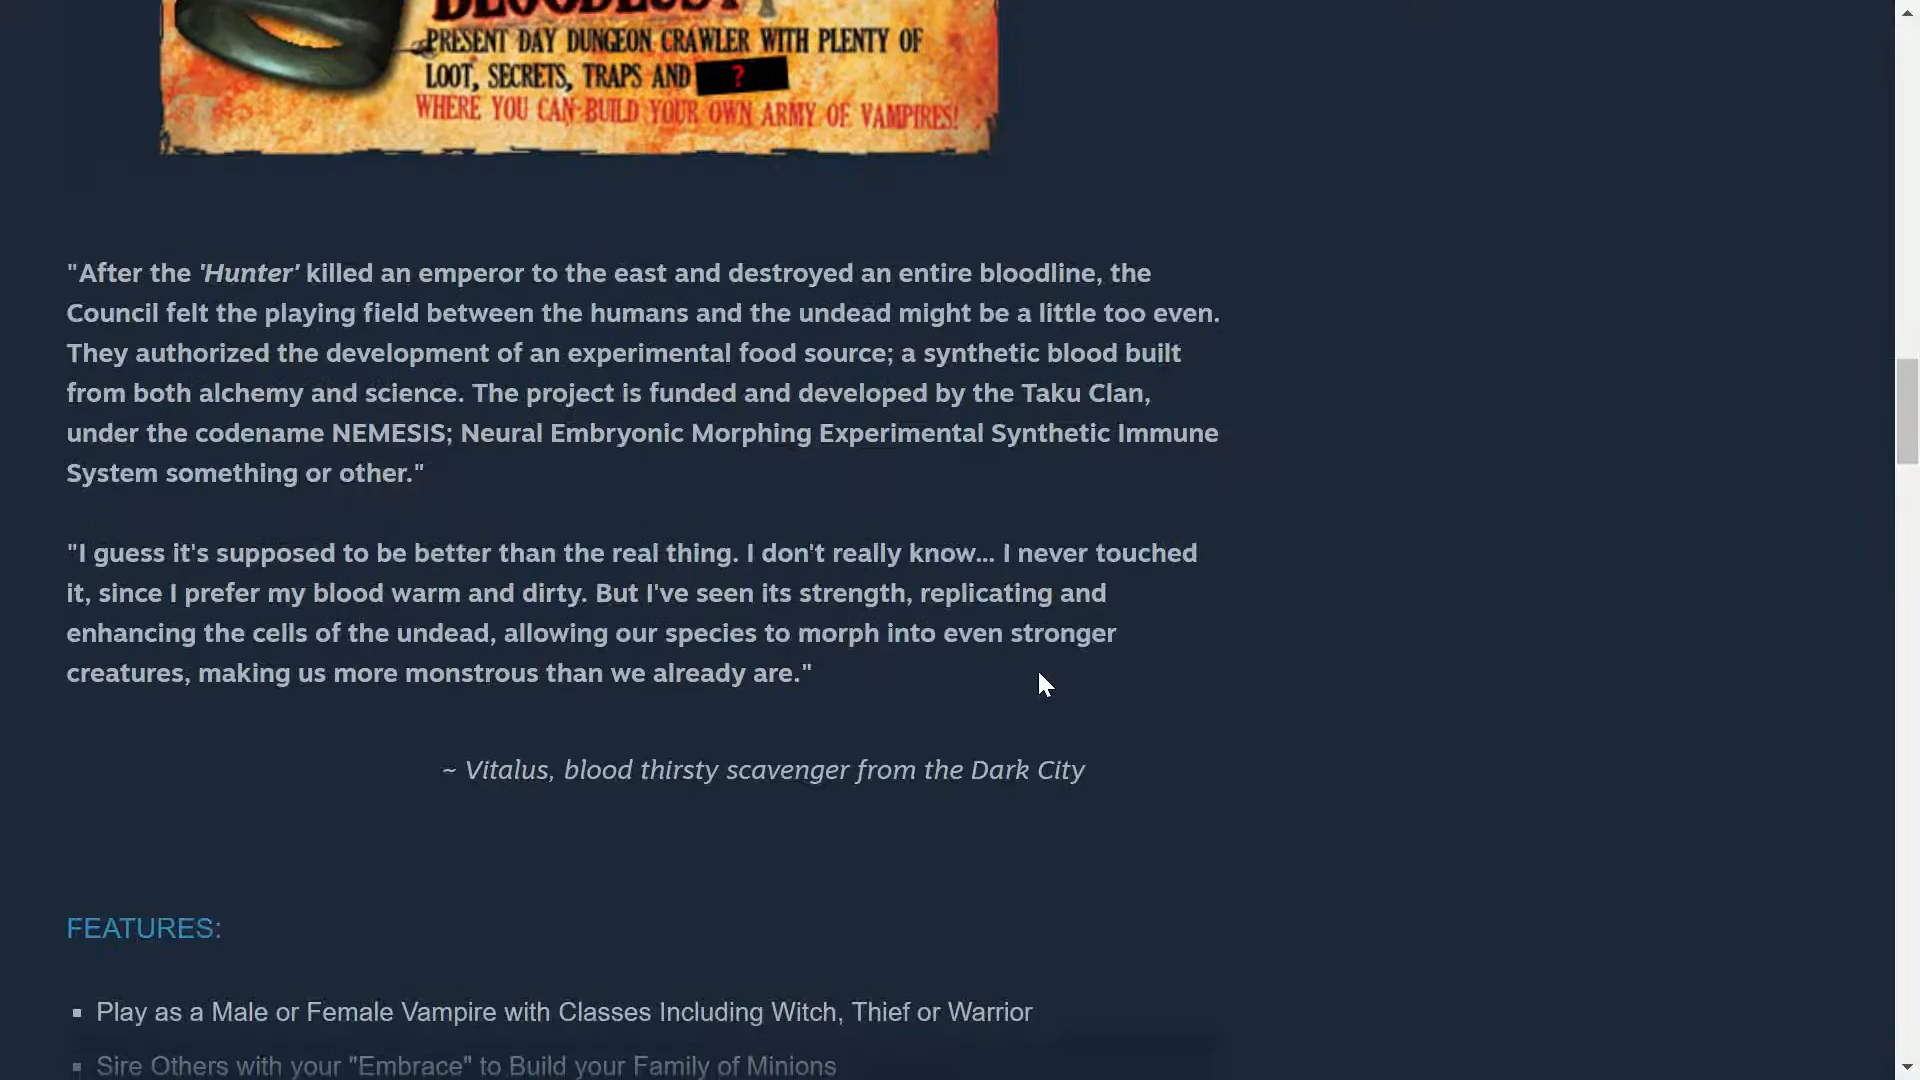 BLOODLUST
PRESENT DAY DUNGEON CRAWLER WITH PLENTY OF
LOOT, SECRETS, TRAPS AND ?
WHERE YOU CAN BUILD YOUR OWN ARMY OF VAMPIRES!
"After the 'Hunter' killed an emperor to the east and destroyed an entire bloodline, the
Council felt the playing field between the humans and the undead might be a little too even.
They authorized the development of an experimental food source; a synthetic blood built
from both alchemy and science. The project is funded and developed by the Taku Clan,
under the codename NEMESIS; Neural Embryonic Morphing Experimental Synthetic Immune
System something or other."
"I guess it's supposed to be better than the real thing. I don't really know... I never touched
it, since I prefer my blood warm and dirty. But I've seen its strength, replicating and
enhancing the cells of the undead, allowing our species to morph into even stronger
creatures, making us more monstrous than we already are."
~ Vitalus, blood thirsty scavenger from the Dark City
FEATURES:
▪ Play as a Male or Female Vampire with Classes Including Witch, Thief or Warrior
▪ Sire Others with your "Embrace" to Build your Family of Minions